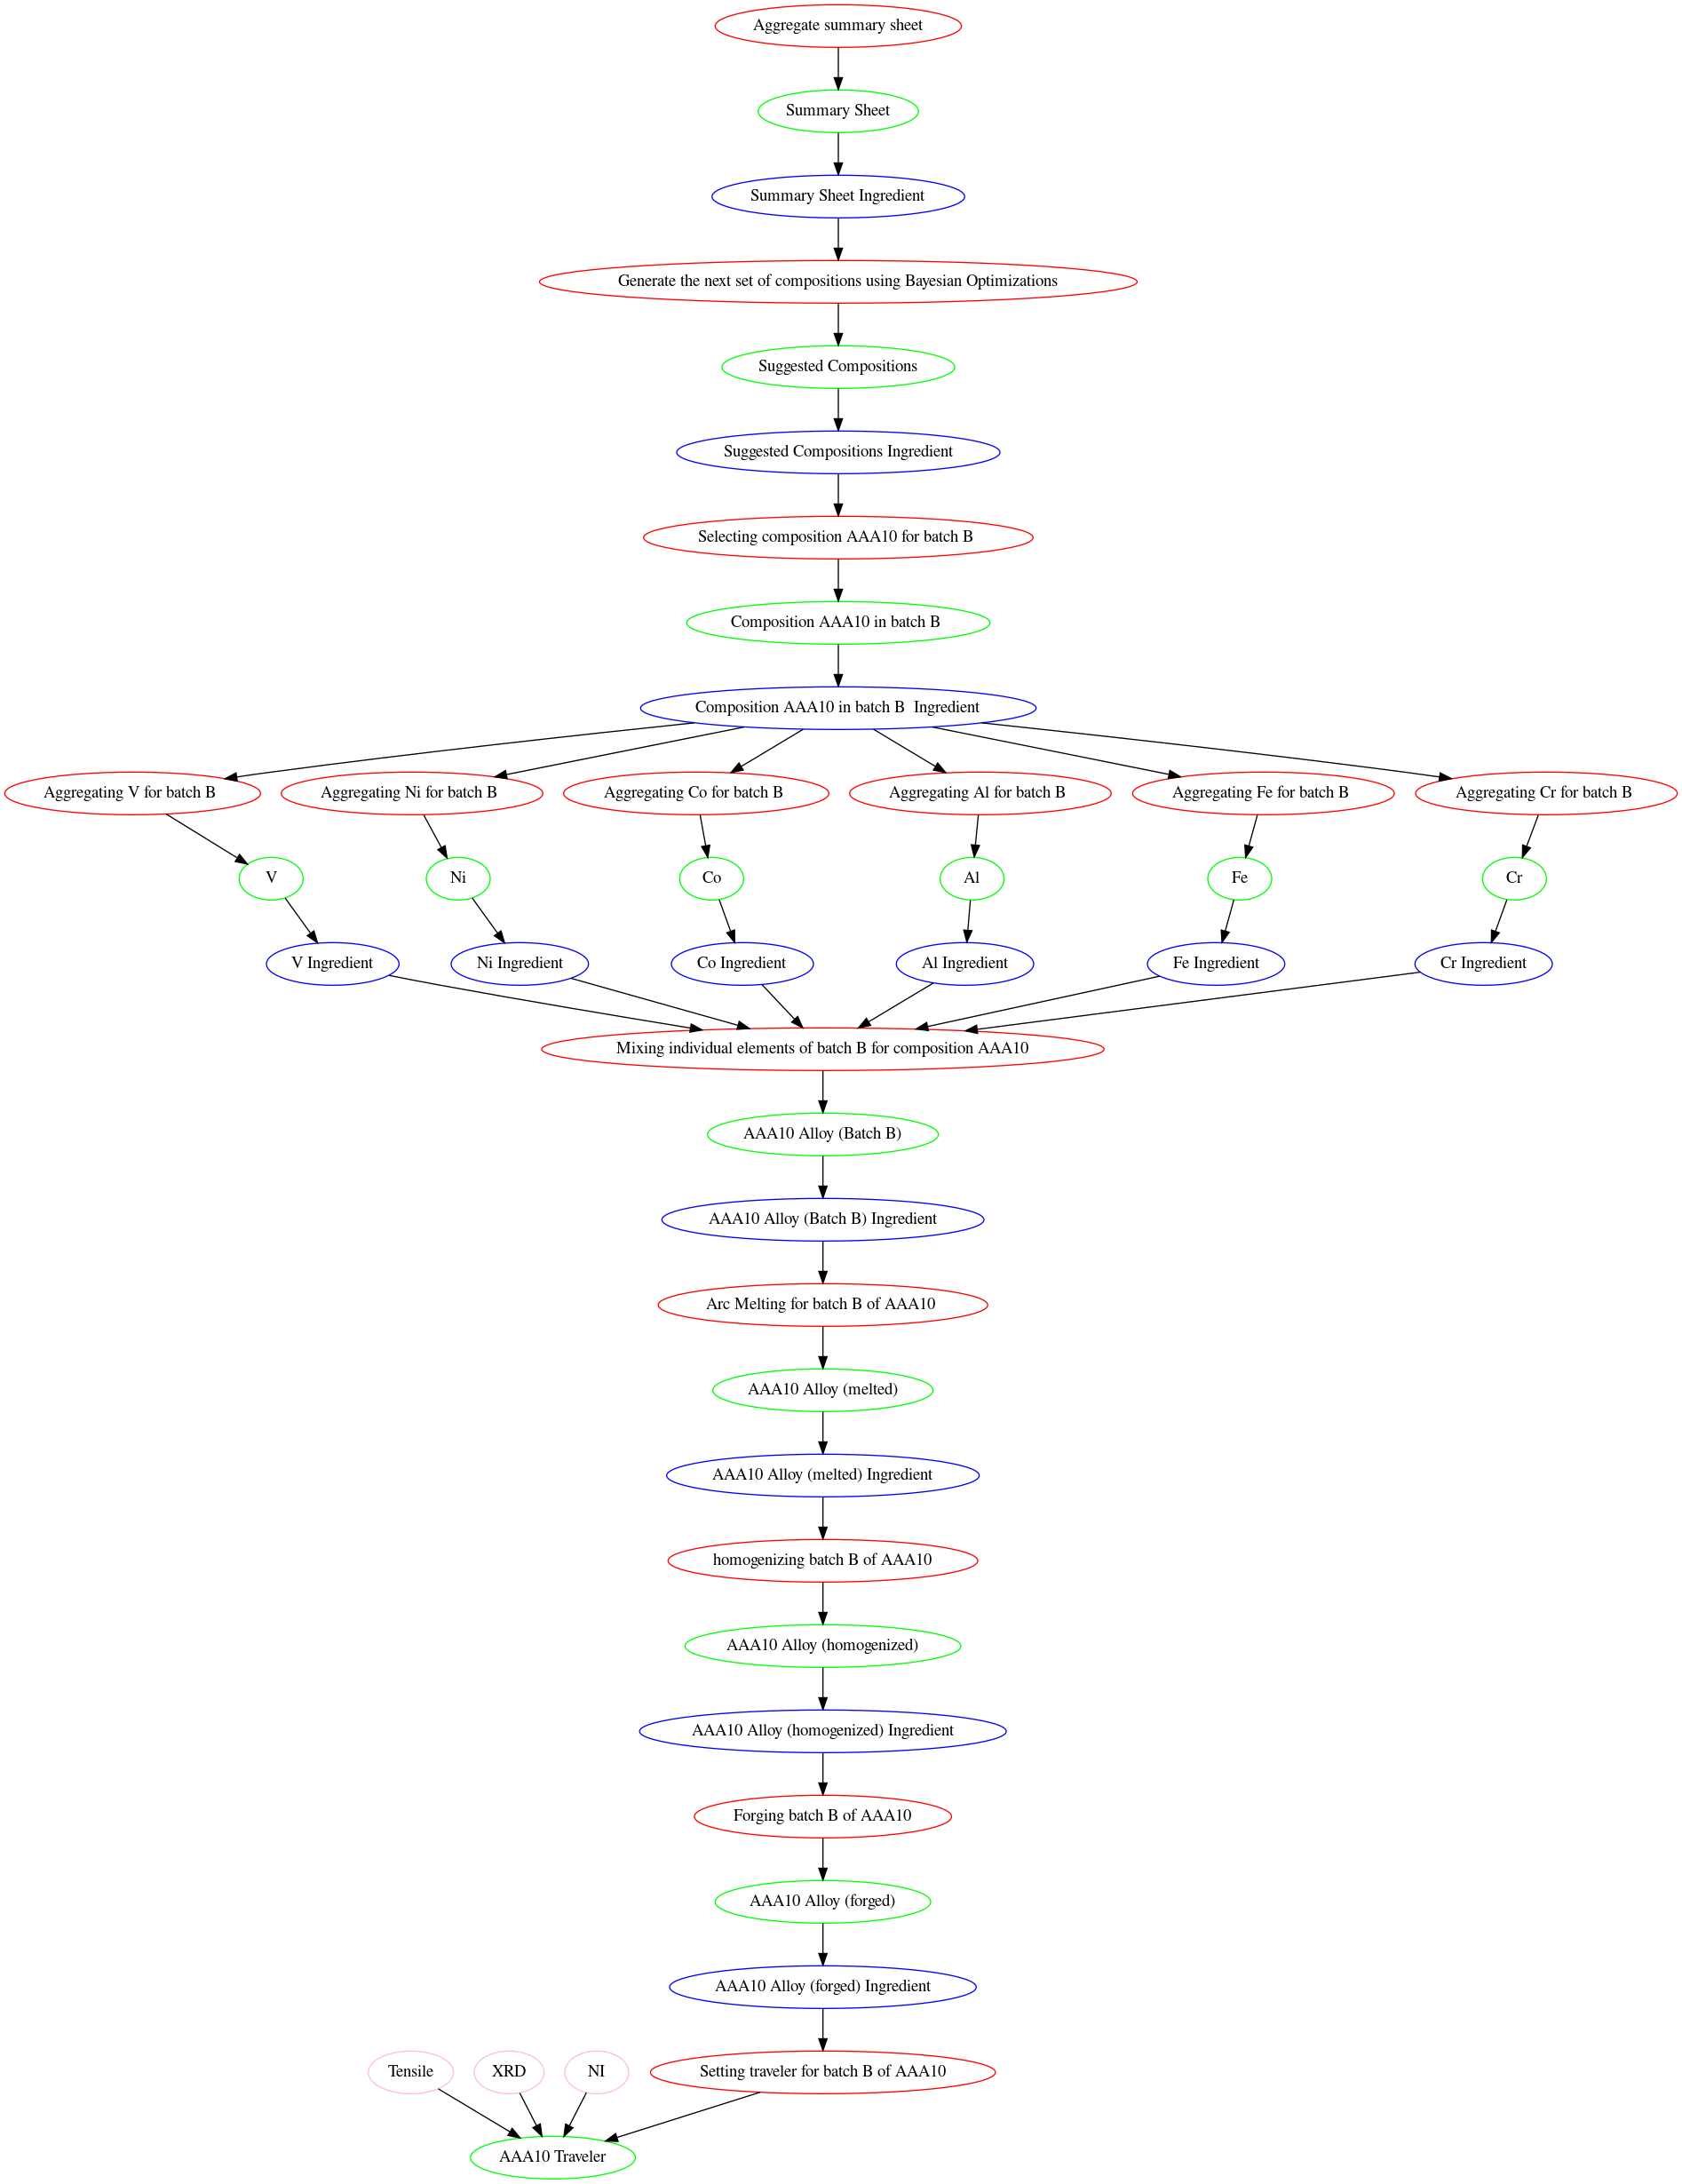 Aggregate summary sheet
Summary Sheet
Summary Sheet Ingredient
Generate the next set of compositions using Bayesian Optimizations
Suggested Compositions
Suggested Compositions Ingredient
Selecting composition AAA10 for batch B
Composition AAA10 in batch B
Composition AAA10 in batch B  Ingredient
Aggregating V for batch B
Aggregating Ni for batch B
Aggregating Co for batch B
Aggregating Al for batch B
Aggregating Fe for batch B
Aggregating Cr for batch B
V
Ni
Co
Al
Fe
Cr
V Ingredient
Ni Ingredient
Co Ingredient
Al Ingredient
Fe Ingredient
Cr Ingredient
Mixing individual elements of batch B for composition AAA10
AAA10 Alloy (Batch B)
AAA10 Alloy (Batch B) Ingredient
Arc Melting for batch B of AAA10
AAA10 Alloy (melted)
AAA10 Alloy (melted) Ingredient
homogenizing batch B of AAA10
AAA10 Alloy (homogenized)
AAA10 Alloy (homogenized) Ingredient
Forging batch B of AAA10
AAA10 Alloy (forged)
AAA10 Alloy (forged) Ingredient
Tensile
XRD
NI
Setting traveler for batch B of AAA10
AAA10 Traveler